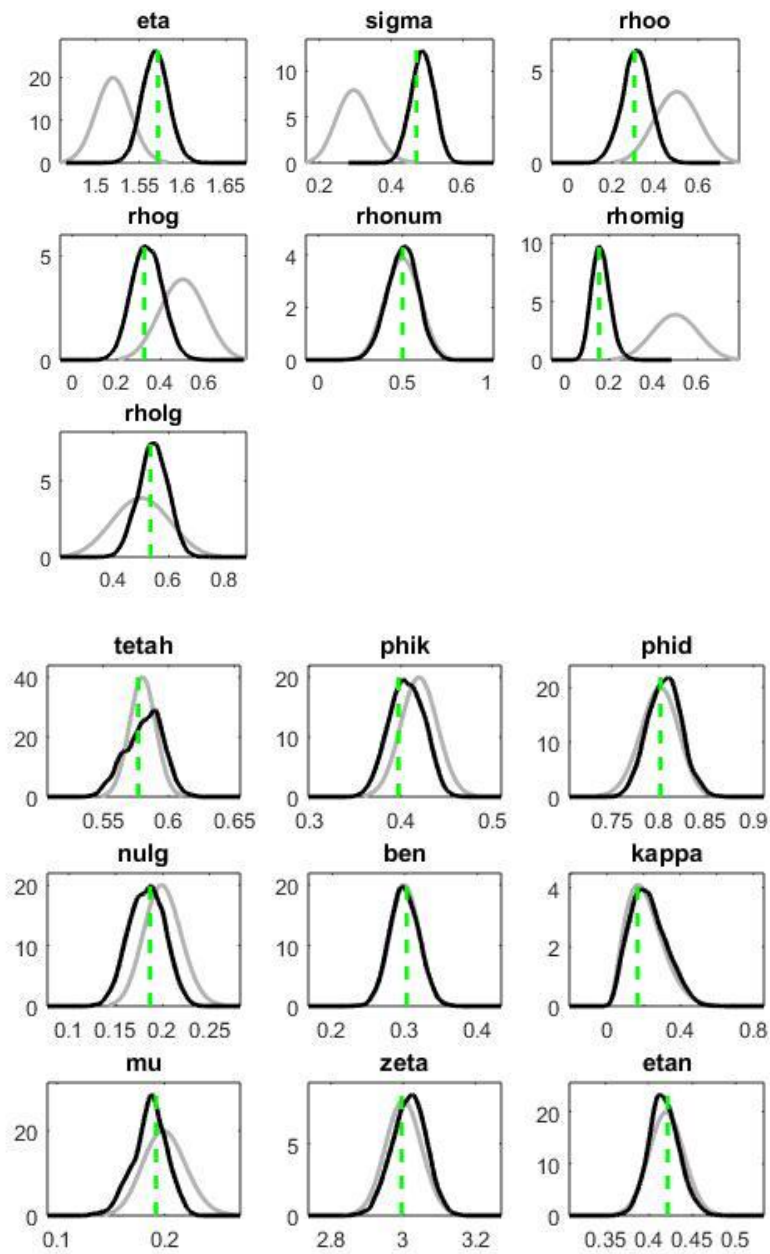 eta sigma rhoo
20 10 0
1.5 1.55 1.6 1.65
10 5 0
0.2 0.4 0.6
5 0
0 0.2 0.4 0.6
rhog rhonum rhomig
5 0
0 0.2 0.4 0.6
4 2 0
0 0.5 1
10 5 0
0 0.2 0.4 0.6
rholg
5 0
0.4 0.6 0.8
tetah phik phid
40 20 0
0.55 0.6 0.65
20 10 0
0.3 0.4 0.5
20 10 0
0.75 0.8 0.85 0.9
nulg ben kappa
20 10 0
0.1 0.15 0.2 0.25
20 10 0
0.2 0.3 0.4
4 2 0
0 0.4 0.8
mu zeta etan
20 10 0
0.1 0.2
5 0
2.8 3 3.2
20 10 0
0.35 0.4 0.45 0.5